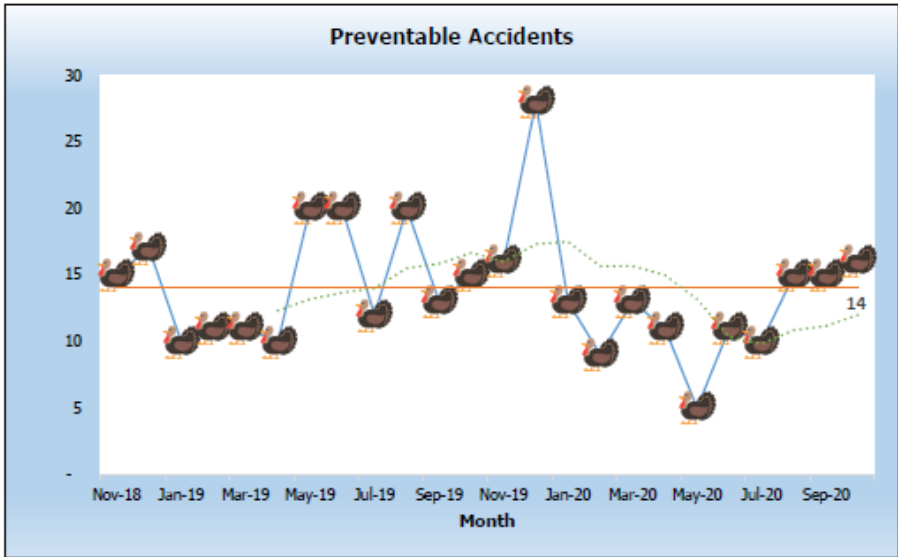 Preventable Accidents
30
25
20
15
10
5
-
14
Nov-18 Jan-19 Mar-19 May-19 Jul-19 Sep-19 Nov-19 Jan-20 Mar-20 May-20 Jul-20 Sep-20
Month